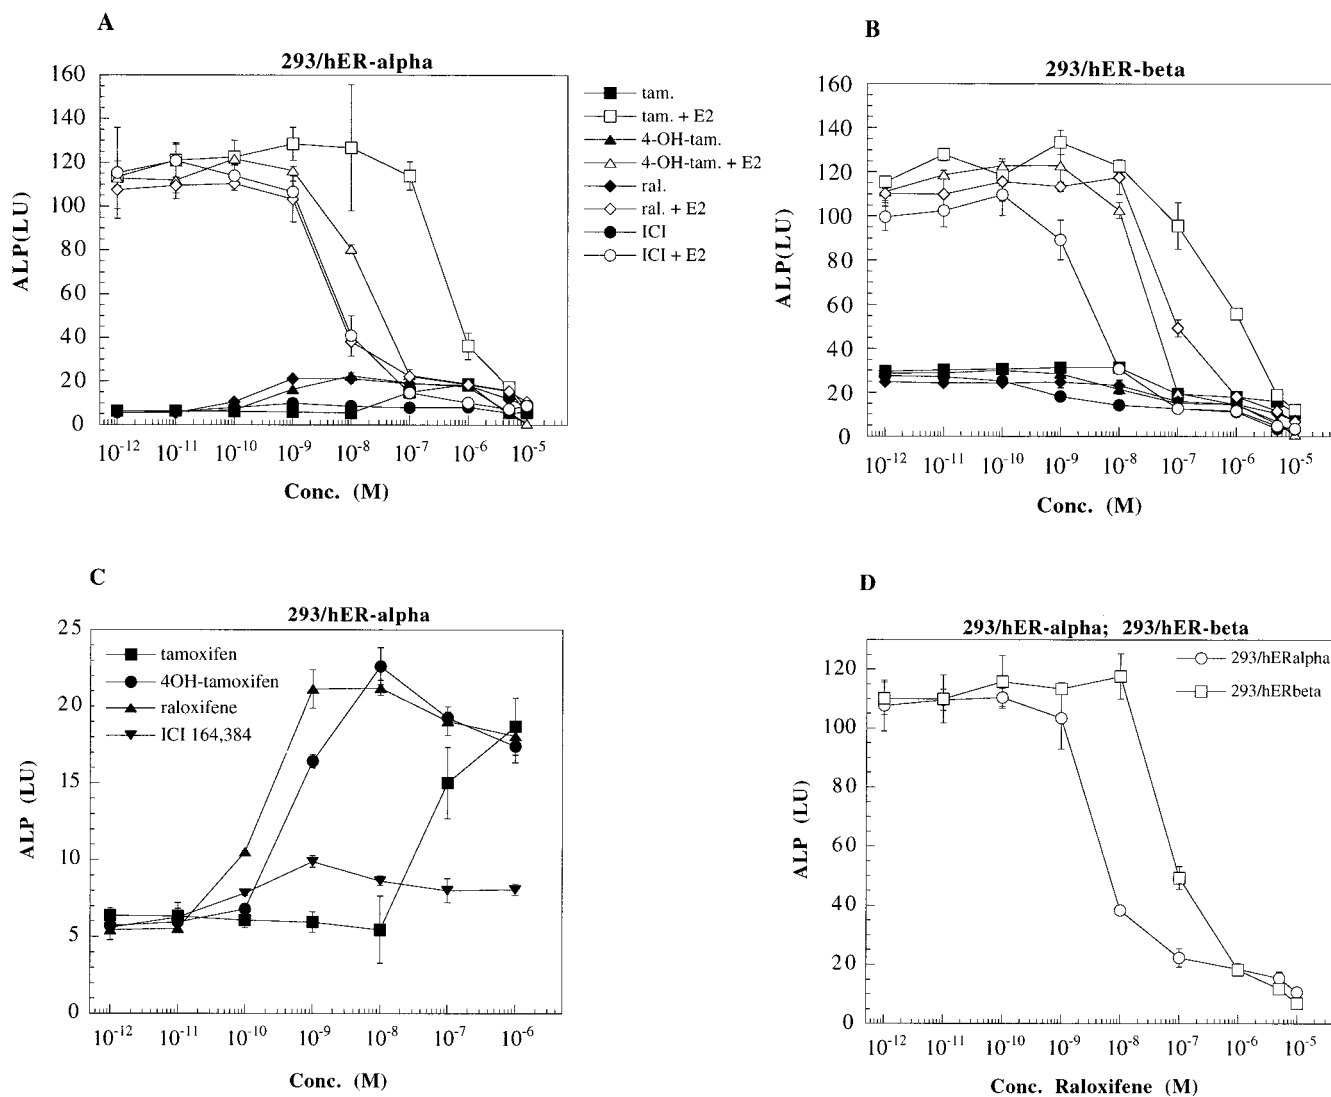 A
293/hER-alpha
160
140
120
100
80
60
40
20
0
ALP(LU)
10-12 10-11 10-10 10-9 10-8 10-7 10-6 10-5
Conc. (M)
tam.
tam. + E2
4-OH-tam.
4-OH-tam. + E2
ral.
ral. + E2
ICI
ICI + E2
B
293/hER-beta
160
140
120
100
80
60
40
20
0
ALP(LU)
10-12 10-11 10-10 10-9 10-8 10-7 10-6 10-5
Conc. (M)
C
293/hER-alpha
25
20
15
10
5
0
ALP (LU)
tamoxifen
4OH-tamoxifen
raloxifene
ICI 164,384
10-12 10-11 10-10 10-9 10-8 10-7 10-6
Conc. (M)
D
293/hER-alpha; 293/hER-beta
120
100
80
60
40
20
0
ALP (LU)
293/hERalpha
293/hERbeta
10-12 10-11 10-10 10-9 10-8 10-7 10-6 10-5
Conc. Raloxifene (M)